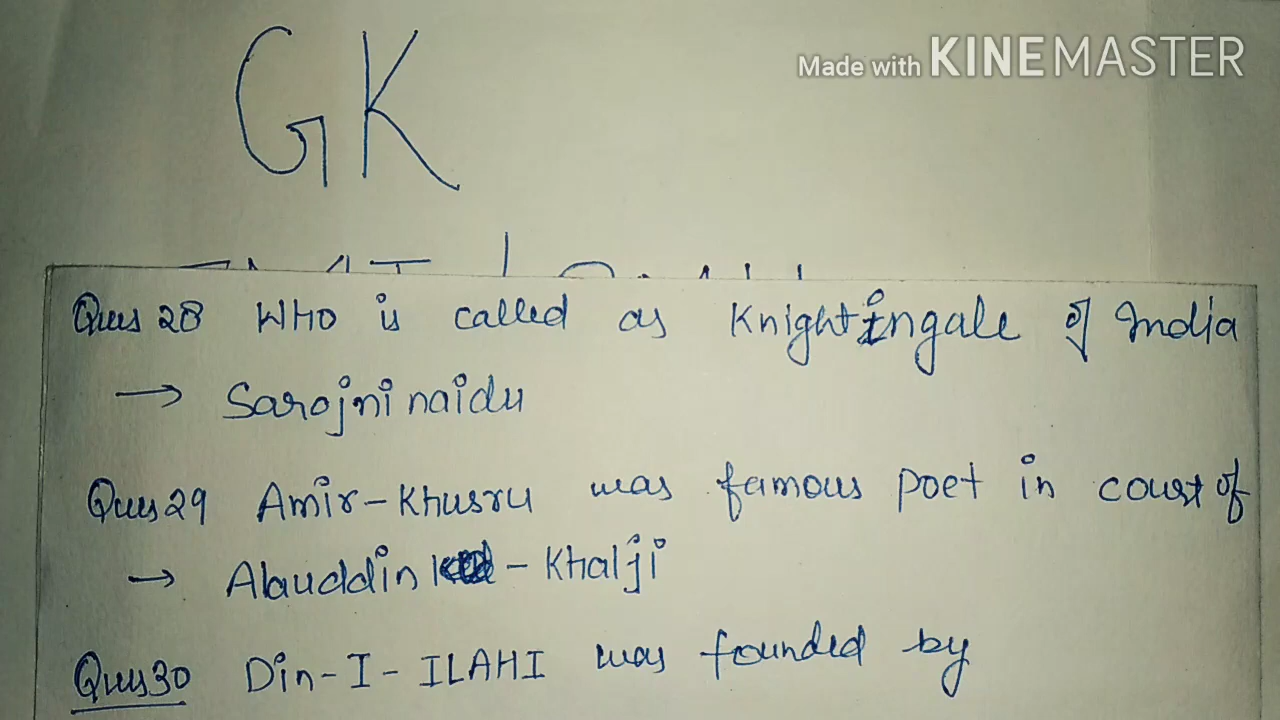 GK
Made with KINEMASTER
Ques 28 Who is called as Knightingale of India
→ Sarojni naidu
Ques 29 Amir-Khusru was famous poet in court of
→ Alauddin - Khalji
Ques 30 Din-I-ILAHI was founded by